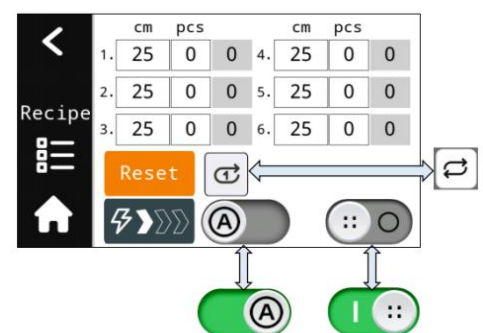 cm pcs cm pcs
1. 25 0 0 4. 25 0 0
2. 25 0 0 5. 25 0 0
Recipe
3. 25 0 0 6. 25 0 0
Reset 1
A
A